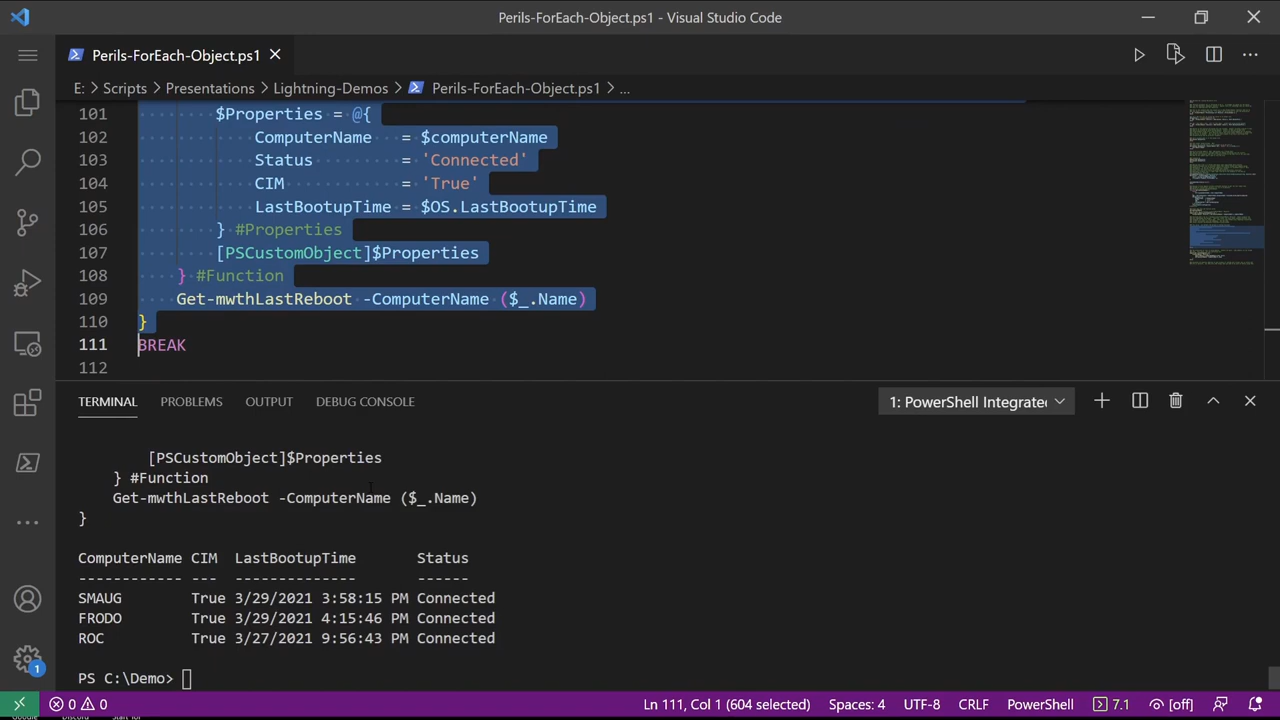 Perils-ForEach-Object.ps1 - Visual Studio Code
Perils-ForEach-Object.ps1
E: > Scripts > Presentations > Lightning-Demos > Perils-ForEach-Object.ps1 > ...
101 $Properties = @{
102 ComputerName = $computerName
103 Status = 'Connected'
104 CIM = 'True'
105 LastBootupTime = $OS.LastBootupTime
106 } #Properties
107 [PSCustomObject]$Properties
108 } #Function
109 Get-mwthLastReboot -ComputerName ($_.Name)
110 }
111 BREAK
112
TERMINAL PROBLEMS OUTPUT DEBUG CONSOLE 1: PowerShell Integrated
[PSCustomObject]$Properties
} #Function
Get-mwthLastReboot -ComputerName ($_.Name)
}
ComputerName CIM LastBootupTime Status
------------ --- -------------- ------
SMAUG True 3/29/2021 3:58:15 PM Connected
FRODO True 3/29/2021 4:15:46 PM Connected
ROC True 3/27/2021 9:56:43 PM Connected
PS C:\Demo>
1
0 0 Ln 111, Col 1 (604 selected) Spaces: 4 UTF-8 CRLF PowerShell 7.1 [off]
Google Discord Start Tor